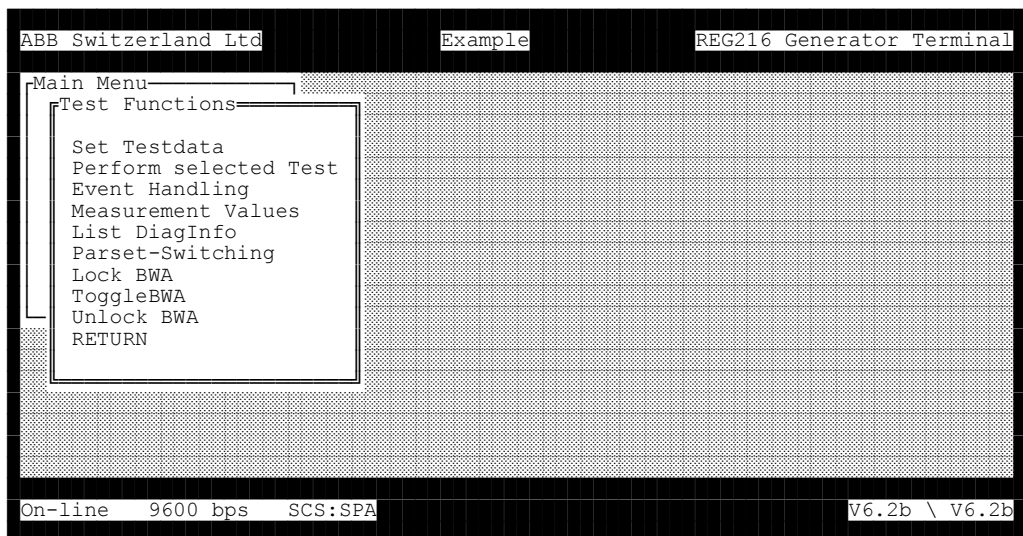 ABB Switzerland Ltd Example REG216 Generator Terminal
Main Menu
Test Functions
Set Testdata
Perform selected Test
Event Handling
Measurement Values
List DiagInfo
Parset-Switching
Lock BWA
ToggleBWA
Unlock BWA
RETURN
On-line 9600 bps SCS:SPA V6.2b \ V6.2b